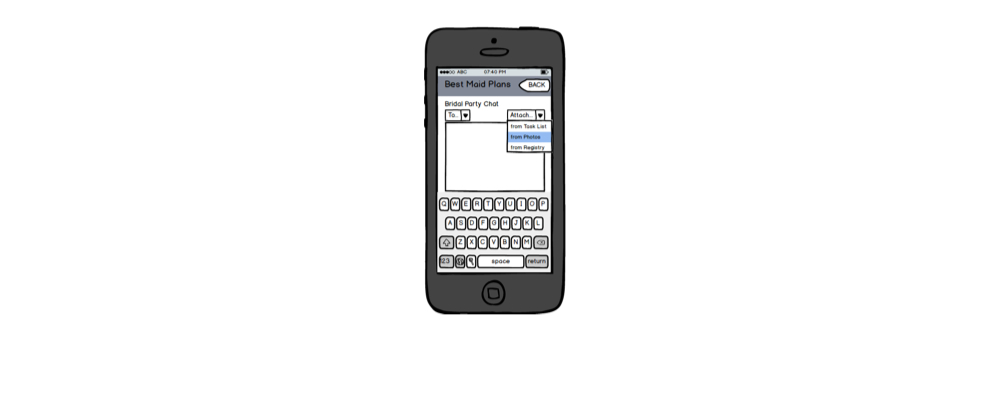 ABC 07:40 PM
Best Maid Plans BACK
Bridal Party Chat
To.. Attach..
from Task List
from Photos
from Registry
Q W E R T Y U I O P
A S D F G H J K L
Z X C V B N M
123 space return